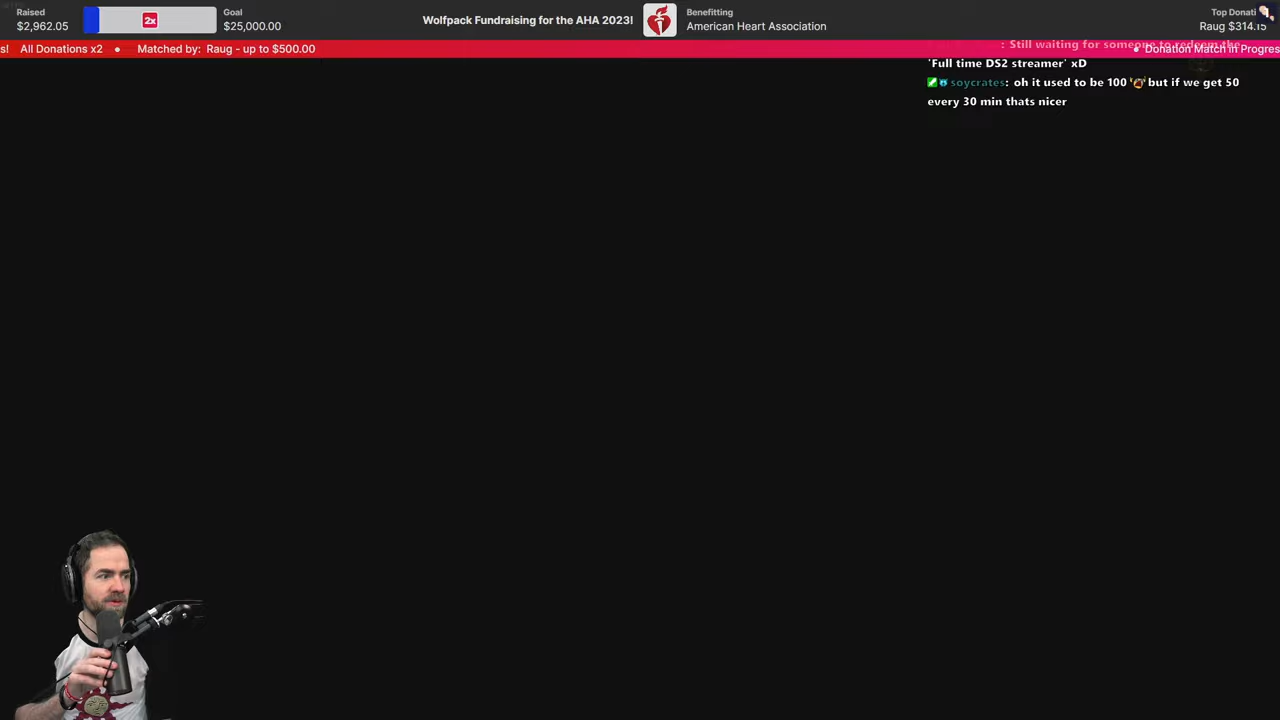 Raised
$2,962.05
2x
Goal
$25,000.00
Wolfpack Fundraising for the AHA 2023!
Benefitting
American Heart Association
Top Donati
Raug $314.15
s! All Donations x2 • Matched by: Raug - up to $500.00
• Donation Match in Progres
: Still waiting for someone to redeem the
'Full time DS2 streamer' xD
soycrates: oh it used to be 100 but if we get 50
every 30 min thats nicer